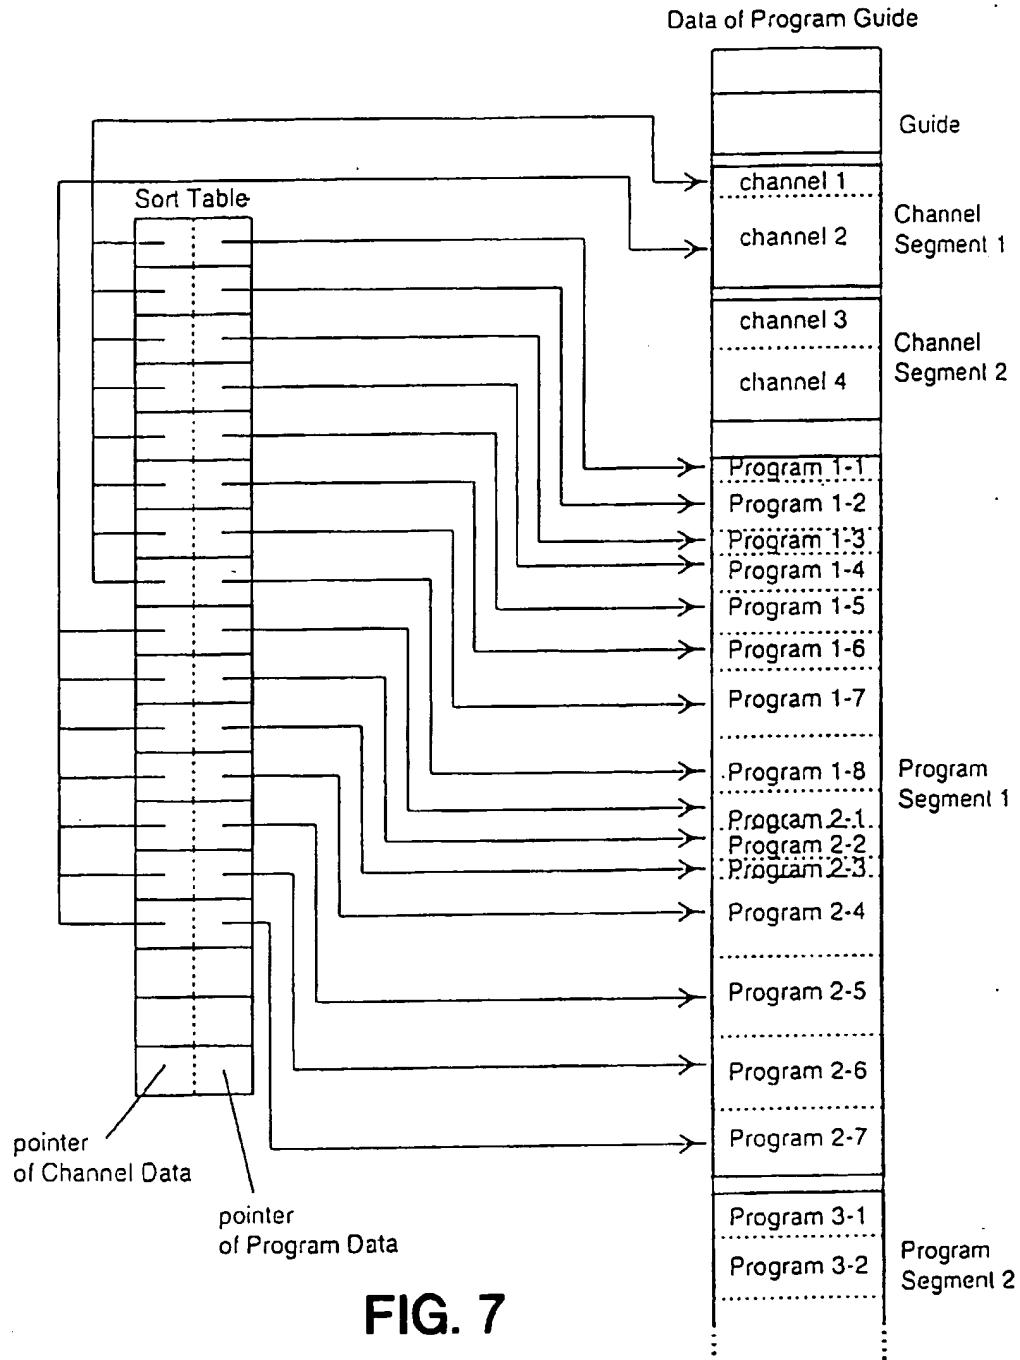 Data of Program Guide
Guide
channel 1
channel 2
Channel
Segment 1
channel 3
channel 4
Channel
Segment 2
Sort Table
Program 1-1
Program 1-2
Program 1-3
Program 1-4
Program 1-5
Program 1-6
Program 1-7
Program 1-8
Program 2-1
Program 2-2
Program 2-3
Program 2-4
Program 2-5
Program 2-6
Program 2-7
Program
Segment 1
Program 3-1
Program 3-2
Program
Segment 2
pointer
of Channel Data
pointer
of Program Data
FIG. 7